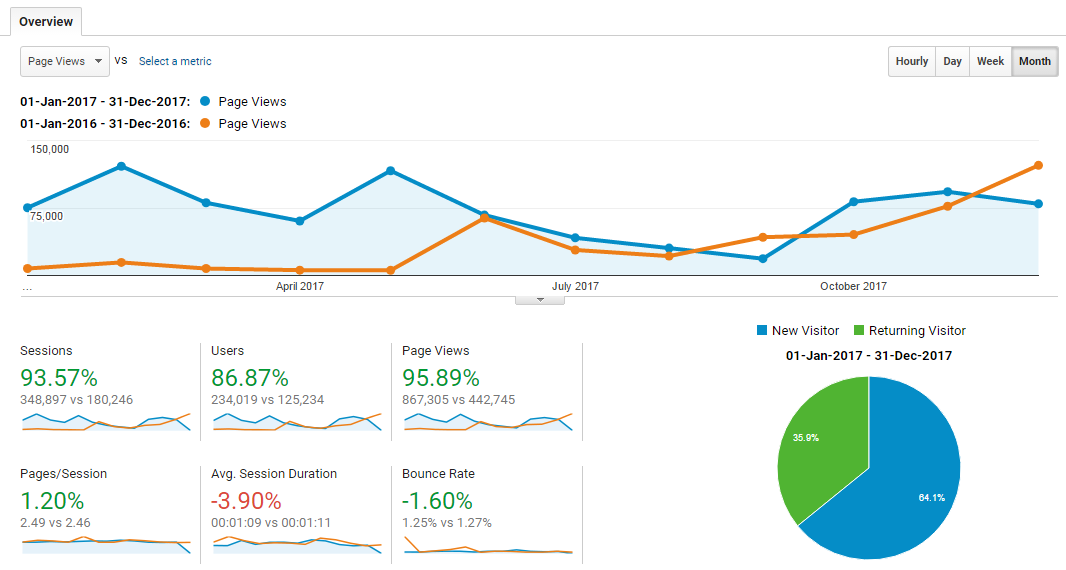 Overview
Page Views vs Select a metric
Hourly Day Week Month
01-Jan-2017 - 31-Dec-2017: Page Views
01-Jan-2016 - 31-Dec-2016: Page Views
150,000
75,000
... April 2017 July 2017 October 2017
New Visitor Returning Visitor
01-Jan-2017 - 31-Dec-2017
Sessions
93.57%
348,897 vs 180,246
Users
86.87%
234,019 vs 125,234
Page Views
95.89%
867,305 vs 442,745
Pages/Session
1.20%
2.49 vs 2.46
Avg. Session Duration
-3.90%
00:01:09 vs 00:01:11
Bounce Rate
-1.60%
1.25% vs 1.27%
35.9%
64.1%